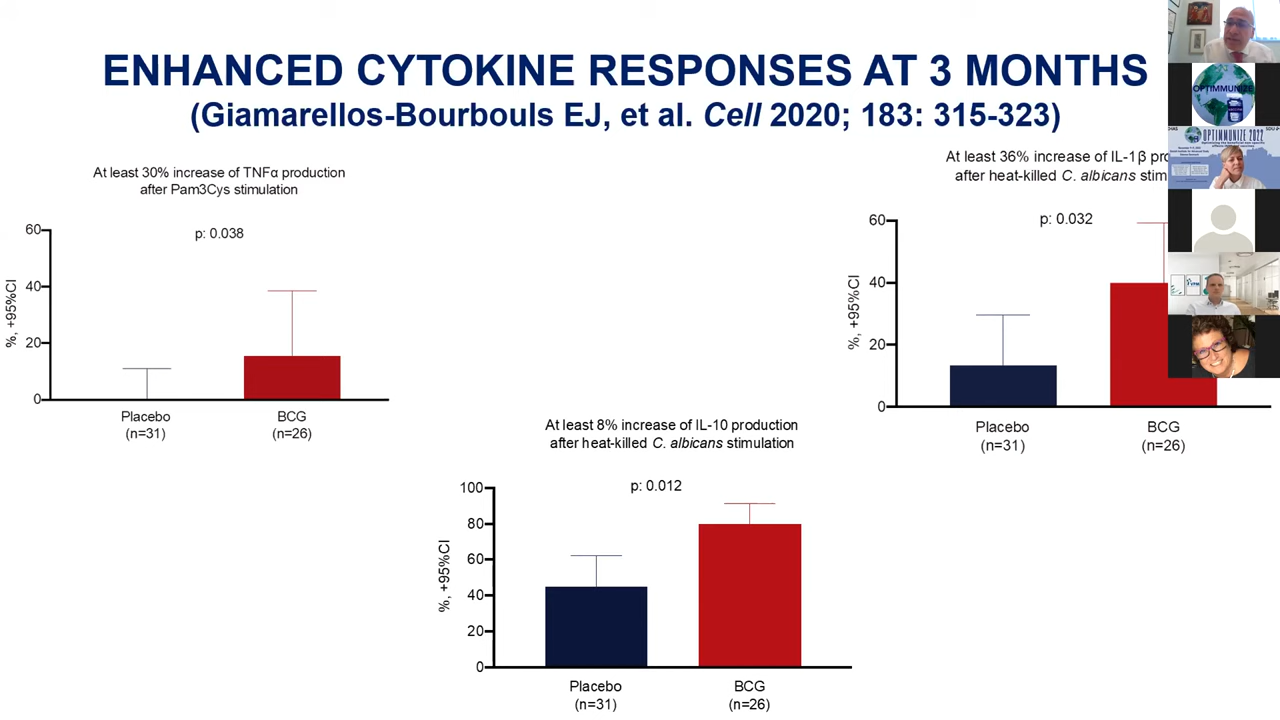 ENHANCED CYTOKINE RESPONSES AT 3 MONTHS
(Giamarellos-Bourbouls EJ, et al. Cell 2020; 183: 315-323)
At least 30% increase of TNFα production
after Pam3Cys stimulation
p: 0.038
60
40
20
0
%, +95%CI
Placebo
(n=31)
BCG
(n=26)
At least 36% increase of IL-1β
after heat-killed C. albicans
p: 0.032
60
40
20
0
%, +95%CI
Placebo
(n=31)
BCG
(n=26)
At least 8% increase of IL-10 production
after heat-killed C. albicans stimulation
p: 0.012
100
80
60
40
20
0
%, +95%CI
Placebo
(n=31)
BCG
(n=26)
OPTIMMUNIZE
OPTIMMUNIZE 2022